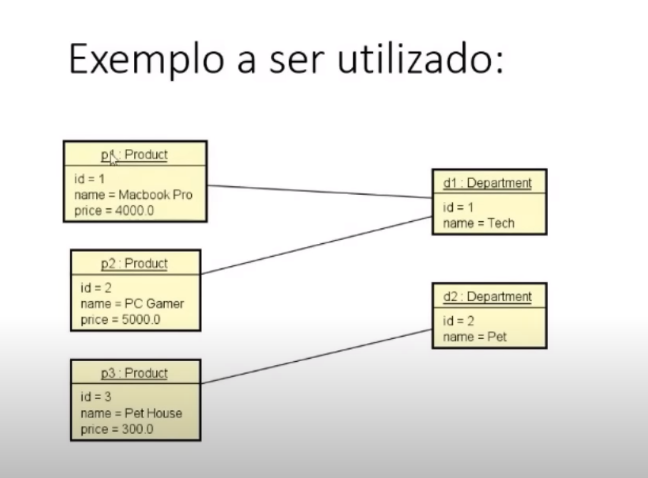 Exemplo a ser utilizado:
p1 : Product
id = 1
name = Macbook Pro
price = 4000.0
p2 : Product
id = 2
name = PC Gamer
price = 5000.0
p3 : Product
id = 3
name = Pet House
price = 300.0
d1 : Department
id = 1
name = Tech
d2 : Department
id = 2
name = Pet